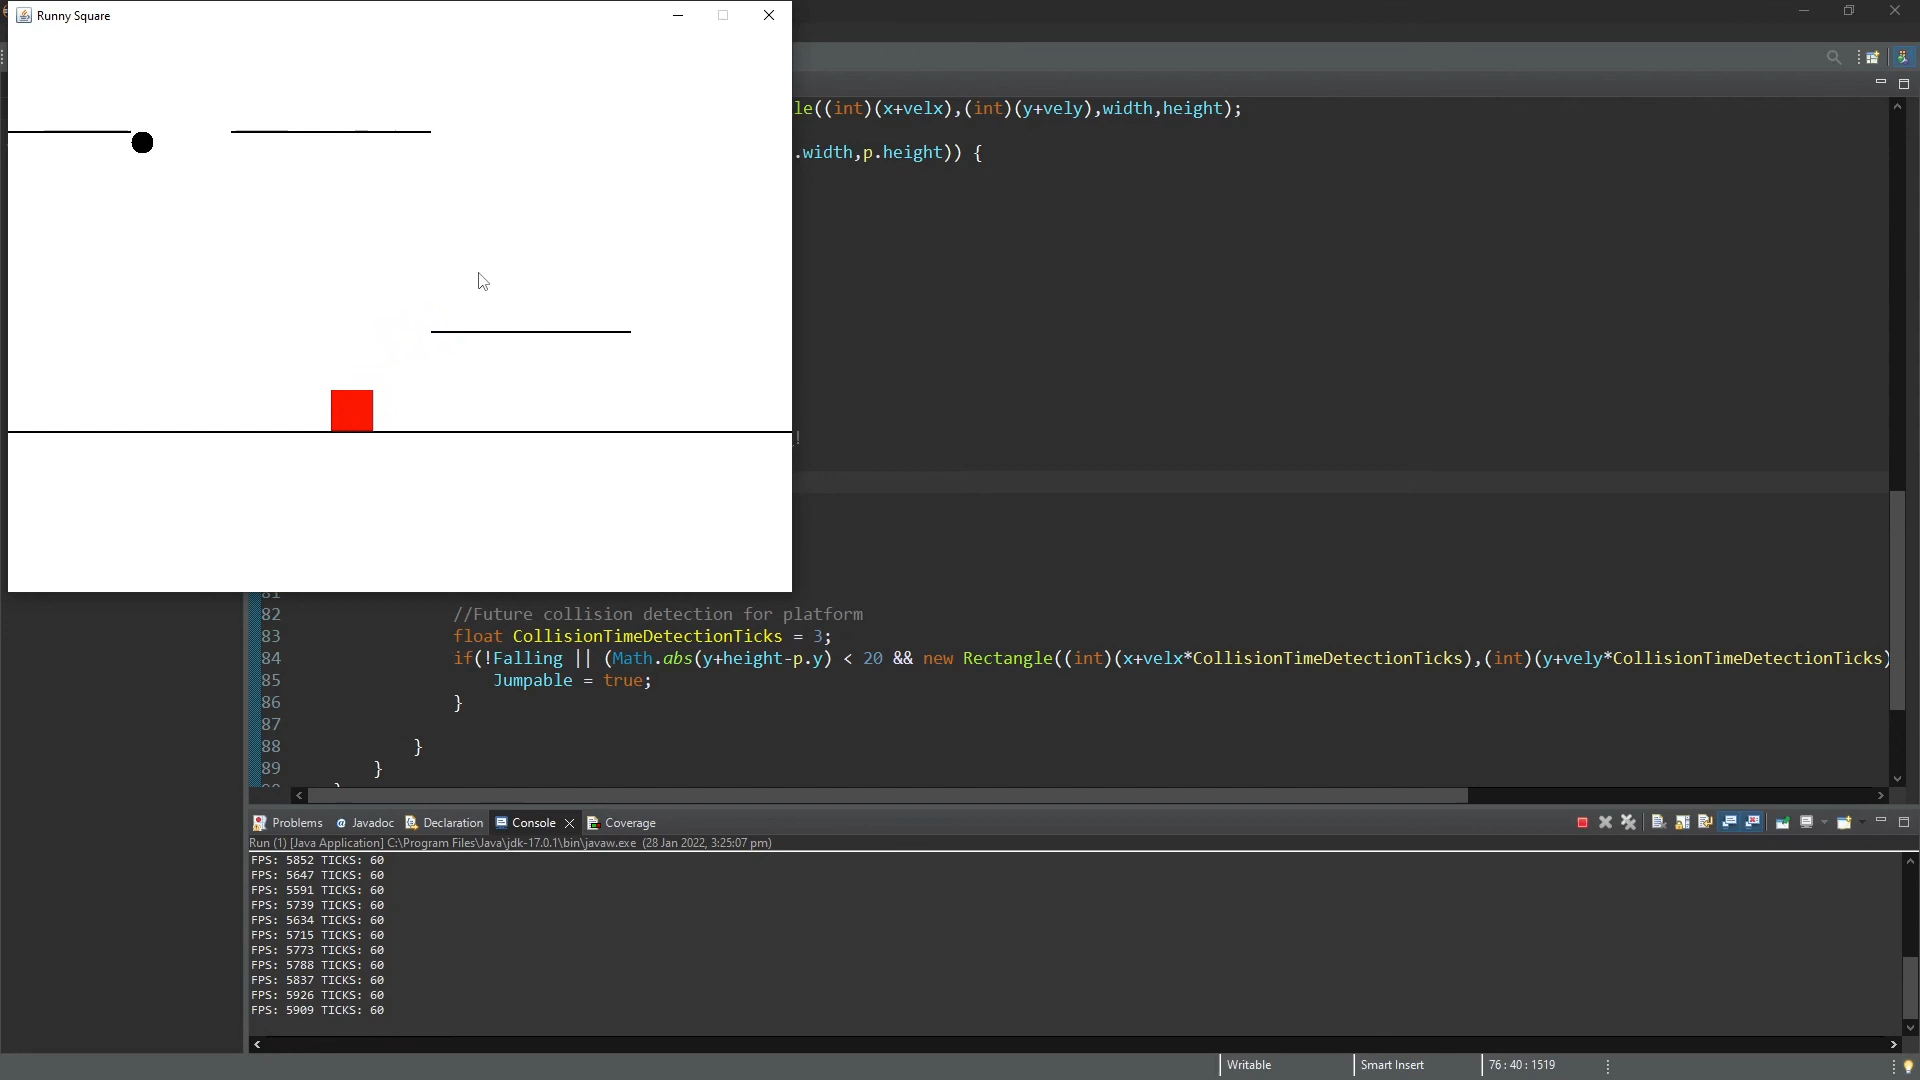 Runny Square
le((int)(x+velx),(int)(y+vely),width,height);
.width,p.height)) {
!
82 //Future collision detection for platform
83 float CollisionTimeDetectionTicks = 3;
84 if(!Falling || (Math.abs(y+height-p.y) < 20 && new Rectangle((int)(x+velx*CollisionTimeDetectionTicks),(int)(y+vely*CollisionTimeDetectionTicks)
85 Jumpable = true;
86 }
87
88 }
89 }
Problems Javadoc Declaration Console Coverage
Run (1) [Java Application] C:\Program Files\Java\jdk-17.0.1\bin\javaw.exe (28 Jan 2022, 3:25:07 pm)
FPS: 5852 TICKS: 60
FPS: 5647 TICKS: 60
FPS: 5591 TICKS: 60
FPS: 5739 TICKS: 60
FPS: 5634 TICKS: 60
FPS: 5715 TICKS: 60
FPS: 5773 TICKS: 60
FPS: 5788 TICKS: 60
FPS: 5837 TICKS: 60
FPS: 5926 TICKS: 60
FPS: 5909 TICKS: 60
Writable Smart Insert 76 : 40 : 1519